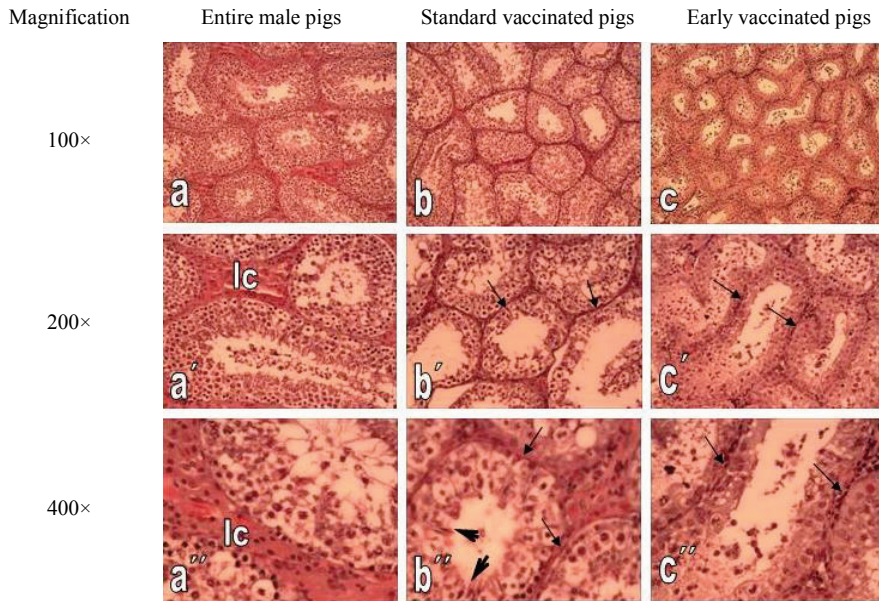 Magnification Entire male pigs Standard vaccinated pigs Early vaccinated pigs
100×
a b c
200×
lc
a′ b′ c′
400×
lc
a″ b″ c″